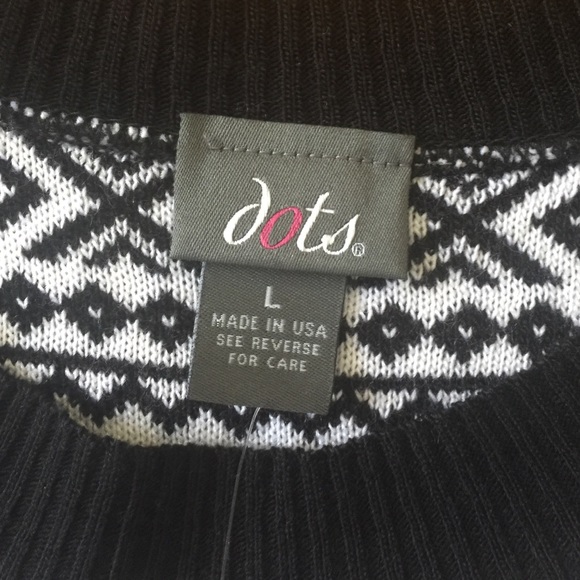 dots®
L
MADE IN USA
SEE REVERSE
FOR CARE